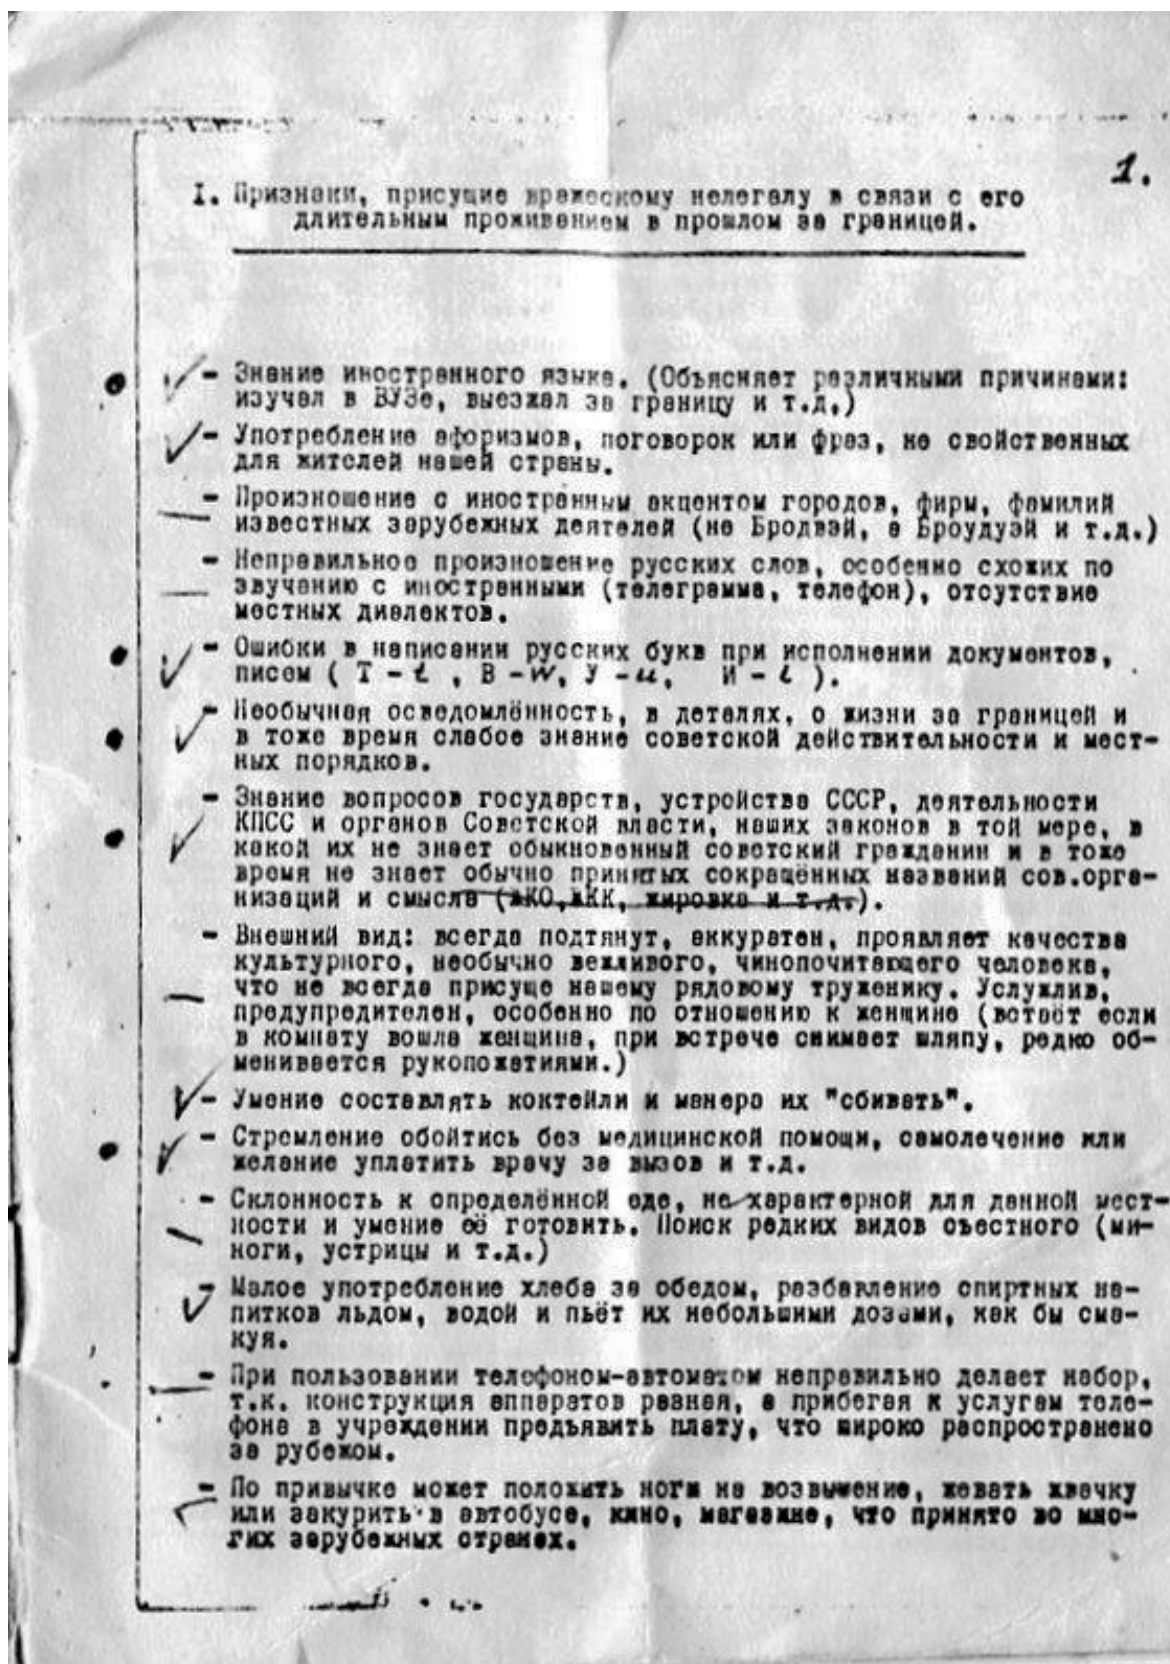 1.
I. Признаки, присущие вражескому нелегалу в связи с его
длительным проживанием в прошлом за границей.
- Знание иностранного языка. (Объясняет различными причинами:
изучал в ВУЗе, выезжал за границу и т.д.)
- Употребление афоризмов, поговорок или фраз, не свойственных
для жителей нашей страны.
- Произношение с иностранным акцентом городов, фирм, фамилий
известных зарубежных деятелей (не Бродвэй, а Броудуэй и т.д.)
- Неправильное произношение русских слов, особенно схожих по
звучанию с иностранными (телеграмма, телефон), отсутствие
местных диалектов.
- Ошибки в написании русских букв при исполнении документов,
писем ( Т - t , В - w, У - u, И - i ).
- Необычная осведомлённость, в деталях, о жизни за границей и
в тоже время слабое знание советской действительности и мест-
ных порядков.
- Знание вопросов государств, устройства СССР, деятельности
КПСС и органов Советской власти, наших законов в той мере, в
какой их не знает обыкновенный советский гражданин и в тоже
время не знает обычно принятых сокращённых названий сов.орга-
низаций и смысла (ЖКО,ЖКК, жировка и т.д.).
- Внешний вид: всегда подтянут, аккуратен, проявляет качества
культурного, необычно вежливого, чинопочитающего человека,
что не всегда присуще нашему рядовому труженику. Услужлив,
предупредителен, особенно по отношению к женщине (встаёт если
в комнату вошла женщина, при встрече снимает шляпу, редко об-
менивается рукопожатиями.)
- Умение составлять коктейли и манера их "сбивать".
- Стремление обойтись без медицинской помощи, самолечение или
желание уплатить врачу за вызов и т.д.
- Склонность к определённой еде, не характерной для данной мест-
ности и умение её готовить. Поиск редких видов съестного (ми-
ноги, устрицы и т.д.)
- Малое употребление хлеба за обедом, разбавление спиртных на-
питков льдом, водой и пьёт их небольшими дозами, как бы сма-
куя.
- При пользовании телефоном-автоматом неправильно делает набор,
т.к. конструкция аппаратов разная, а прибегая к услугам теле-
фона в учреждении предъявить плату, что широко распространено
за рубежом.
- По привычке может положить ноги на возвышение, жевать жвачку
или закурить в автобусе, кино, магазине, что принято во мно-
гих зарубежных странах.